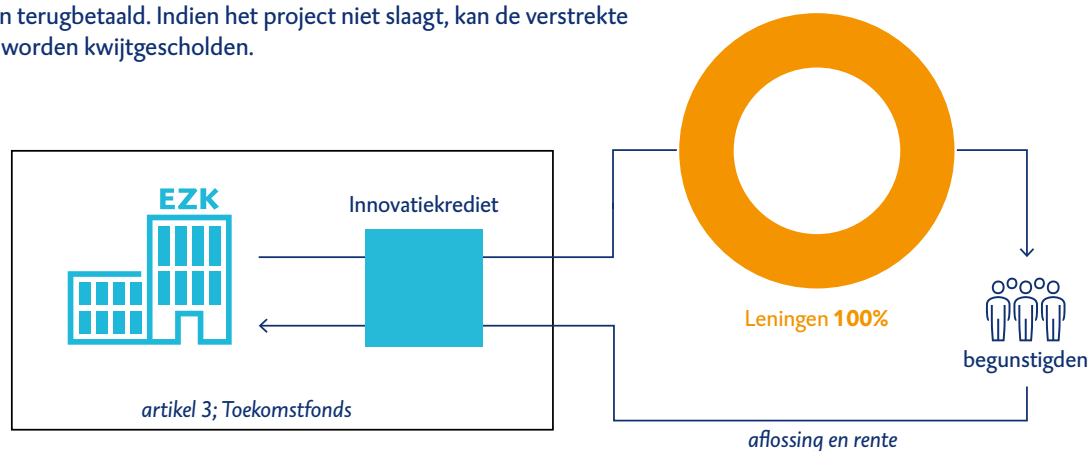 n terugbetaald. Indien het project niet slaagt, kan de verstrekte
worden kwijtgescholden.
EZK
Innovatiekrediet
Leningen 100%
begunstigden
artikel 3; Toekomstfonds
aflossing en rente